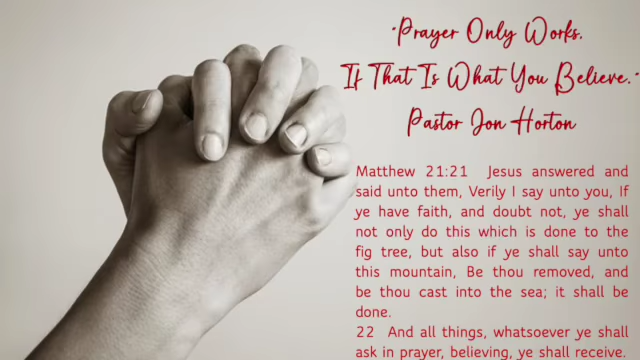 "Prayer Only Works,
If That Is What You Believe."
Pastor Jon Horton
Matthew 21:21 Jesus answered and
said unto them, Verily I say unto you, If
ye have faith, and doubt not, ye shall
not only do this which is done to the
fig tree, but also if ye shall say unto
this mountain, Be thou removed, and
be thou cast into the sea; it shall be
done.
22 And all things, whatsoever ye shall
ask in prayer, believing, ye shall receive.